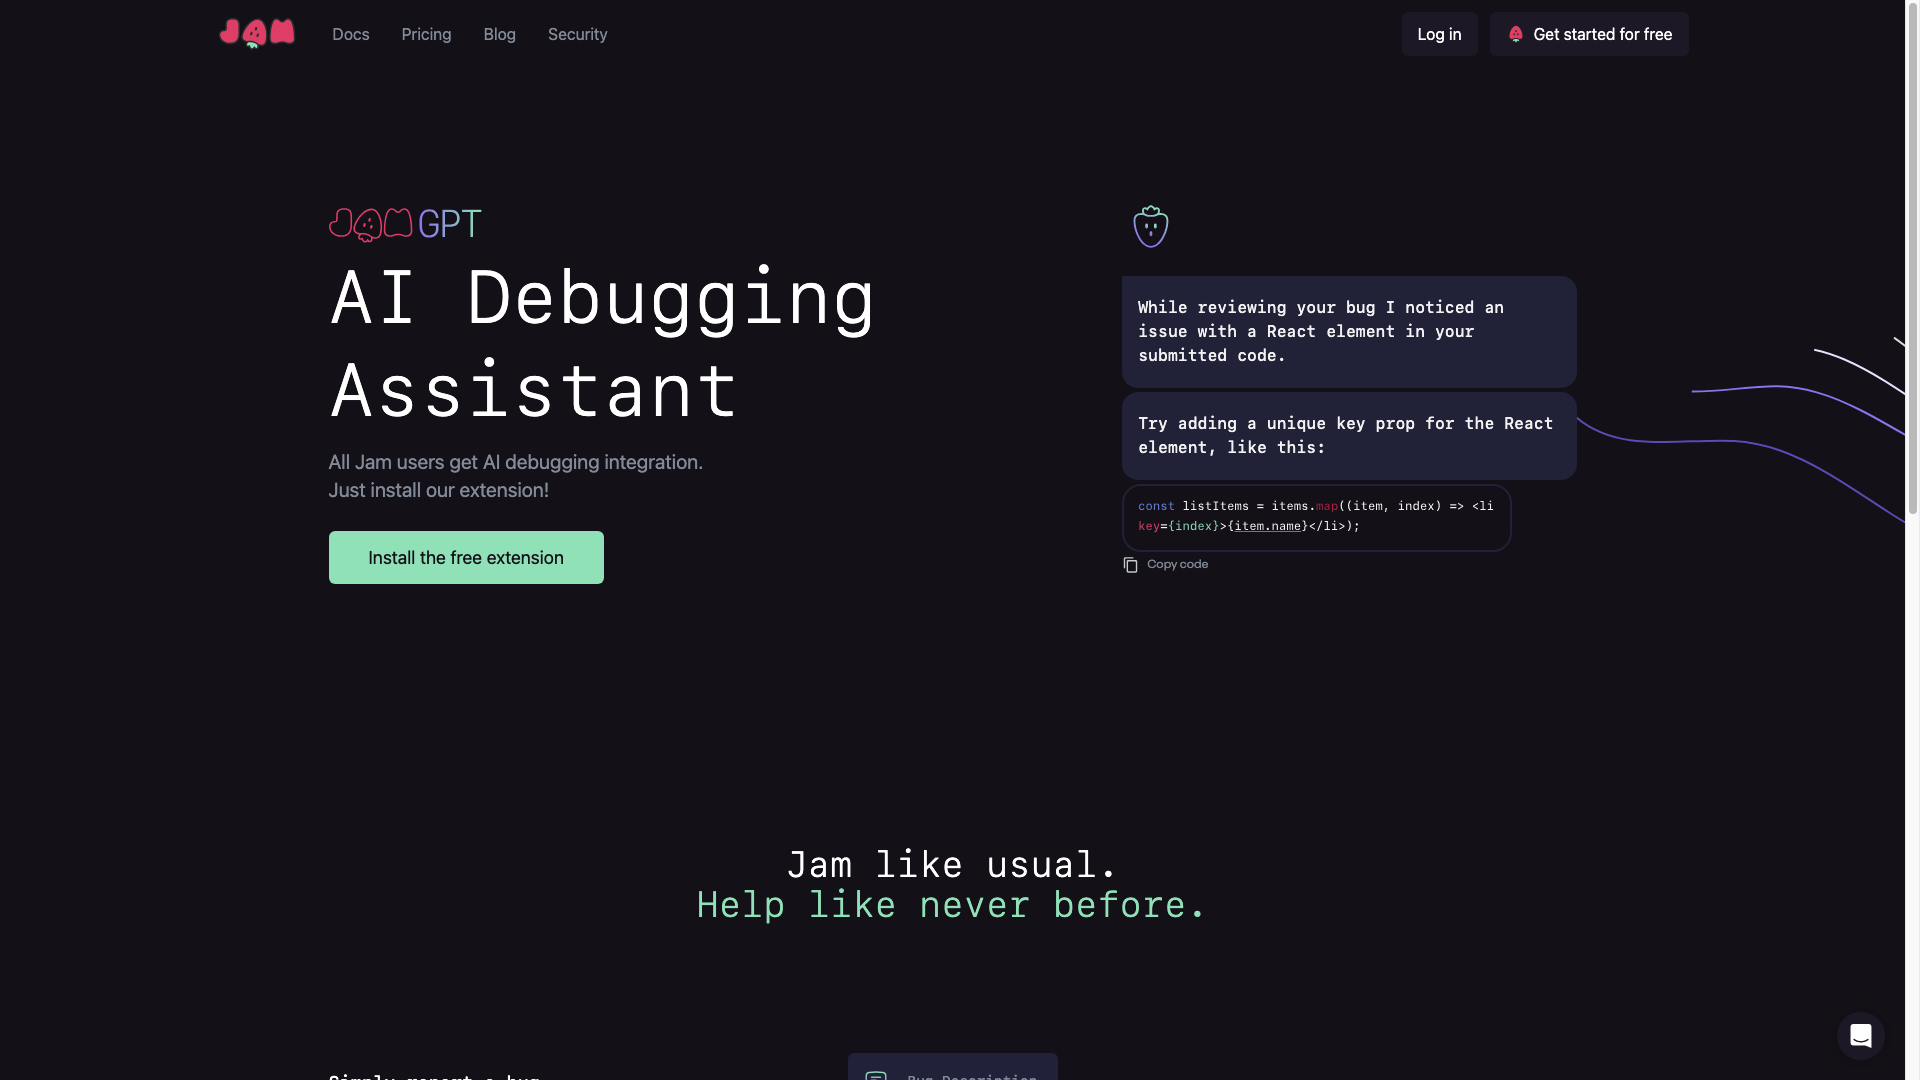 JAM
Docs
Pricing
Blog
Security
Log in
Get started for free
JAM GPT
AI Debugging
Assistant
All Jam users get AI debugging integration.
Just install our extension!
Install the free extension
While reviewing your bug I noticed an
issue with a React element in your
submitted code.
Try adding a unique key prop for the React
element, like this:
const listItems = items.map((item, index) => <li
key={index}>{item.name}</li>);
Copy code
Jam like usual.
Help like never before.
Simply report a bug
Bug Description